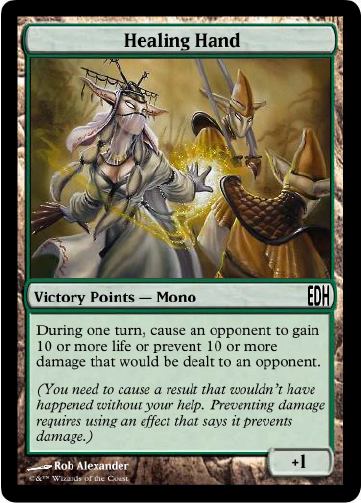 Healing Hand
Victory Points — Mono
EDH
During one turn, cause an opponent to gain
10 or more life or prevent 10 or more
damage that would be dealt to an opponent.
(You need to cause a result that wouldn't have
happened without your help. Preventing damage
requires using an effect that says it prevents
damage.)
+1
Rob Alexander
©&™ Wizards of the Coast